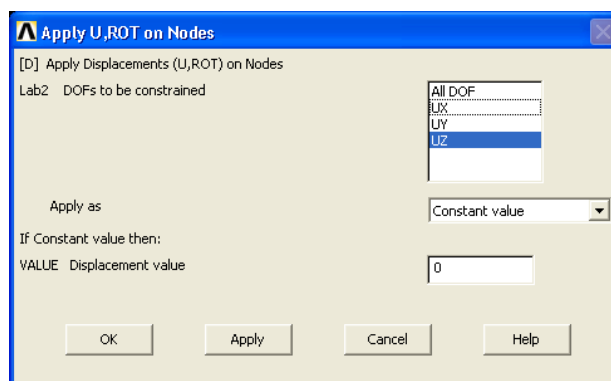 Apply U,ROT on Nodes
[D] Apply Displacements (U,ROT) on Nodes
Lab2 DOFs to be constrained
All DOF
UX
UY
UZ
Apply as
Constant value
If Constant value then:
VALUE Displacement value
0
OK Apply Cancel Help